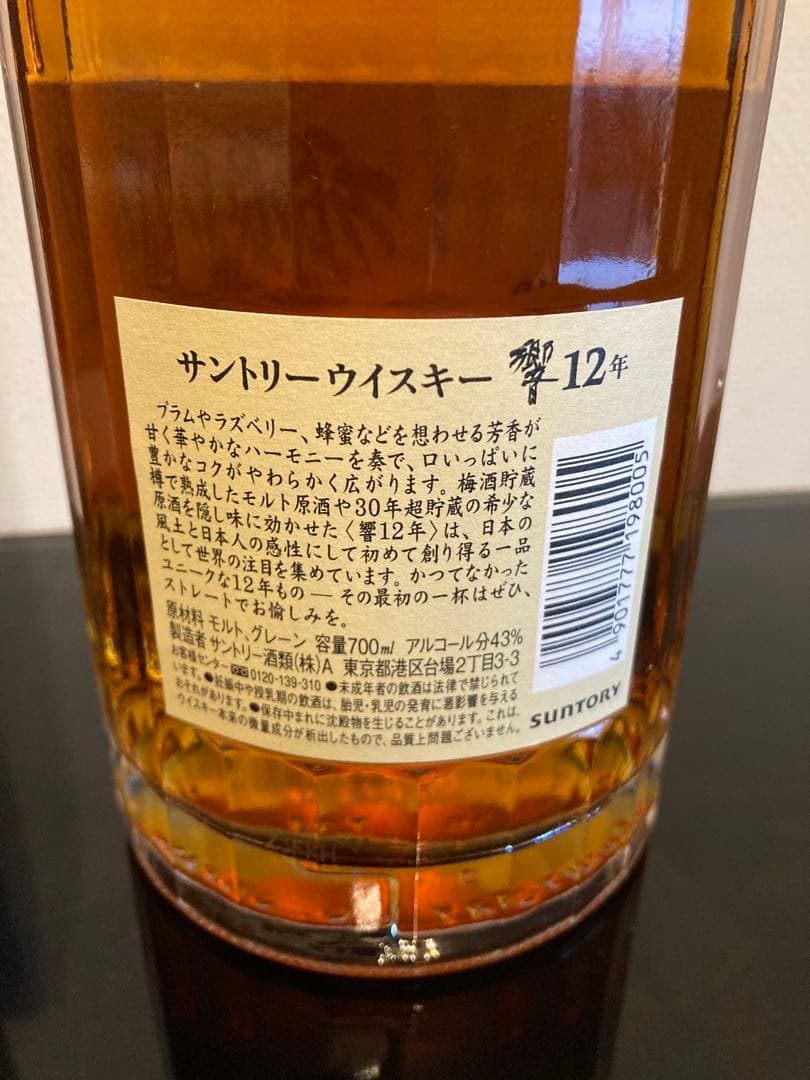 サントリーウイスキー 響 12年
プラムやラズベリー、蜂蜜などを想わせる芳香が
甘く華やかなハーモニーを奏で、口いっぱいに
豊かなコクがやわらかく広がります。梅酒貯蔵
樽で熟成したモルト原酒や30年超貯蔵の希少な
原酒を隠し味に効かせた〈響12年〉は、日本の
風土と日本人の感性にして初めて創り得る一品
として世界の注目を集めています。かつてなかった
ユニークな12年もの — その最初の一杯はぜひ、
ストレートでお愉しみを。
原材料 モルト、グレーン 容量700ml アルコール分43%
製造者 サントリー酒類(株)A 東京都港区台場2丁目3-3
お客様センター 0120-139-310 ●未成年者の飲酒は法律で禁じられて
います。●妊娠中や授乳期の飲酒は、胎児・乳児の発育に悪影響を与える
おそれがあります。●保存中まれに沈殿物を生じることがあります。これは、
ウイスキー本来の微量成分が析出したもので、品質上問題ございません。
4 901777 198005
SUNTORY